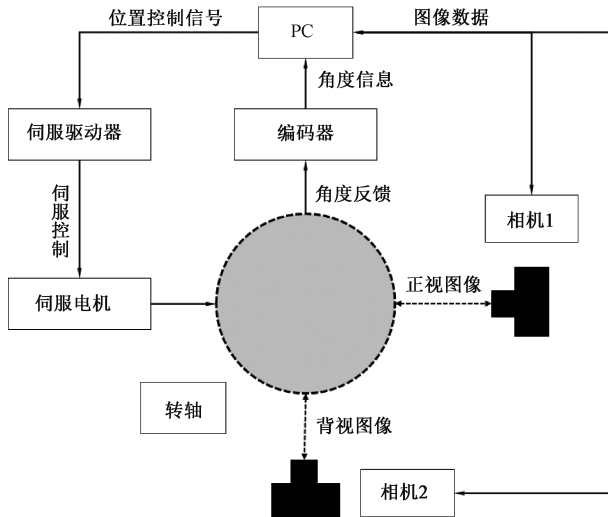 位置控制信号
PC
图像数据
角度信息
伺服驱动器
编码器
伺服控制
角度反馈
相机1
正视图像
伺服电机
转轴
背视图像
相机2